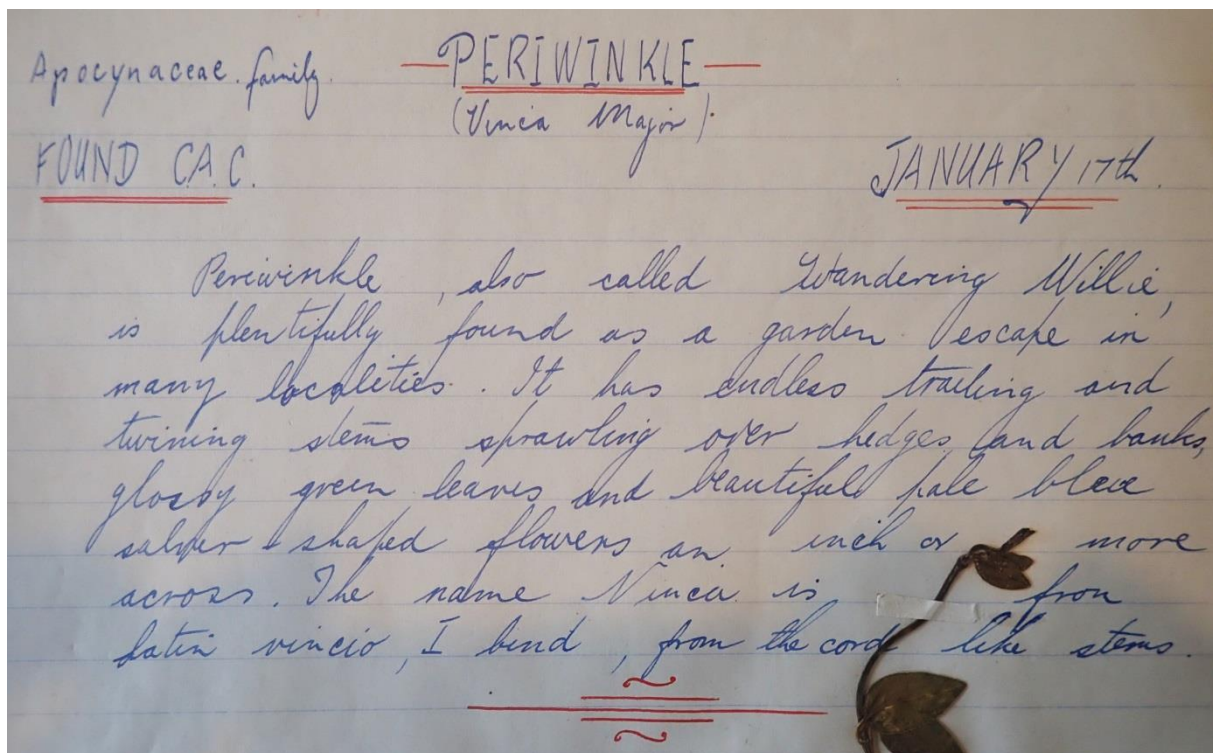 Apocynaceae family.
PERIWINKLE
(Vinca Major).
FOUND C.A.C.
JANUARY 17th.
Periwinkle, also called Wandering Willie,
is plentifully found as a garden escape in
many localities. It has endless trailing and
twining stems sprawling over hedges and banks,
glossy green leaves and beautiful pale blue
salver-shaped flowers an inch or more
across. The name Vinca is from
Latin vincio, I bind, from the cord like stems.